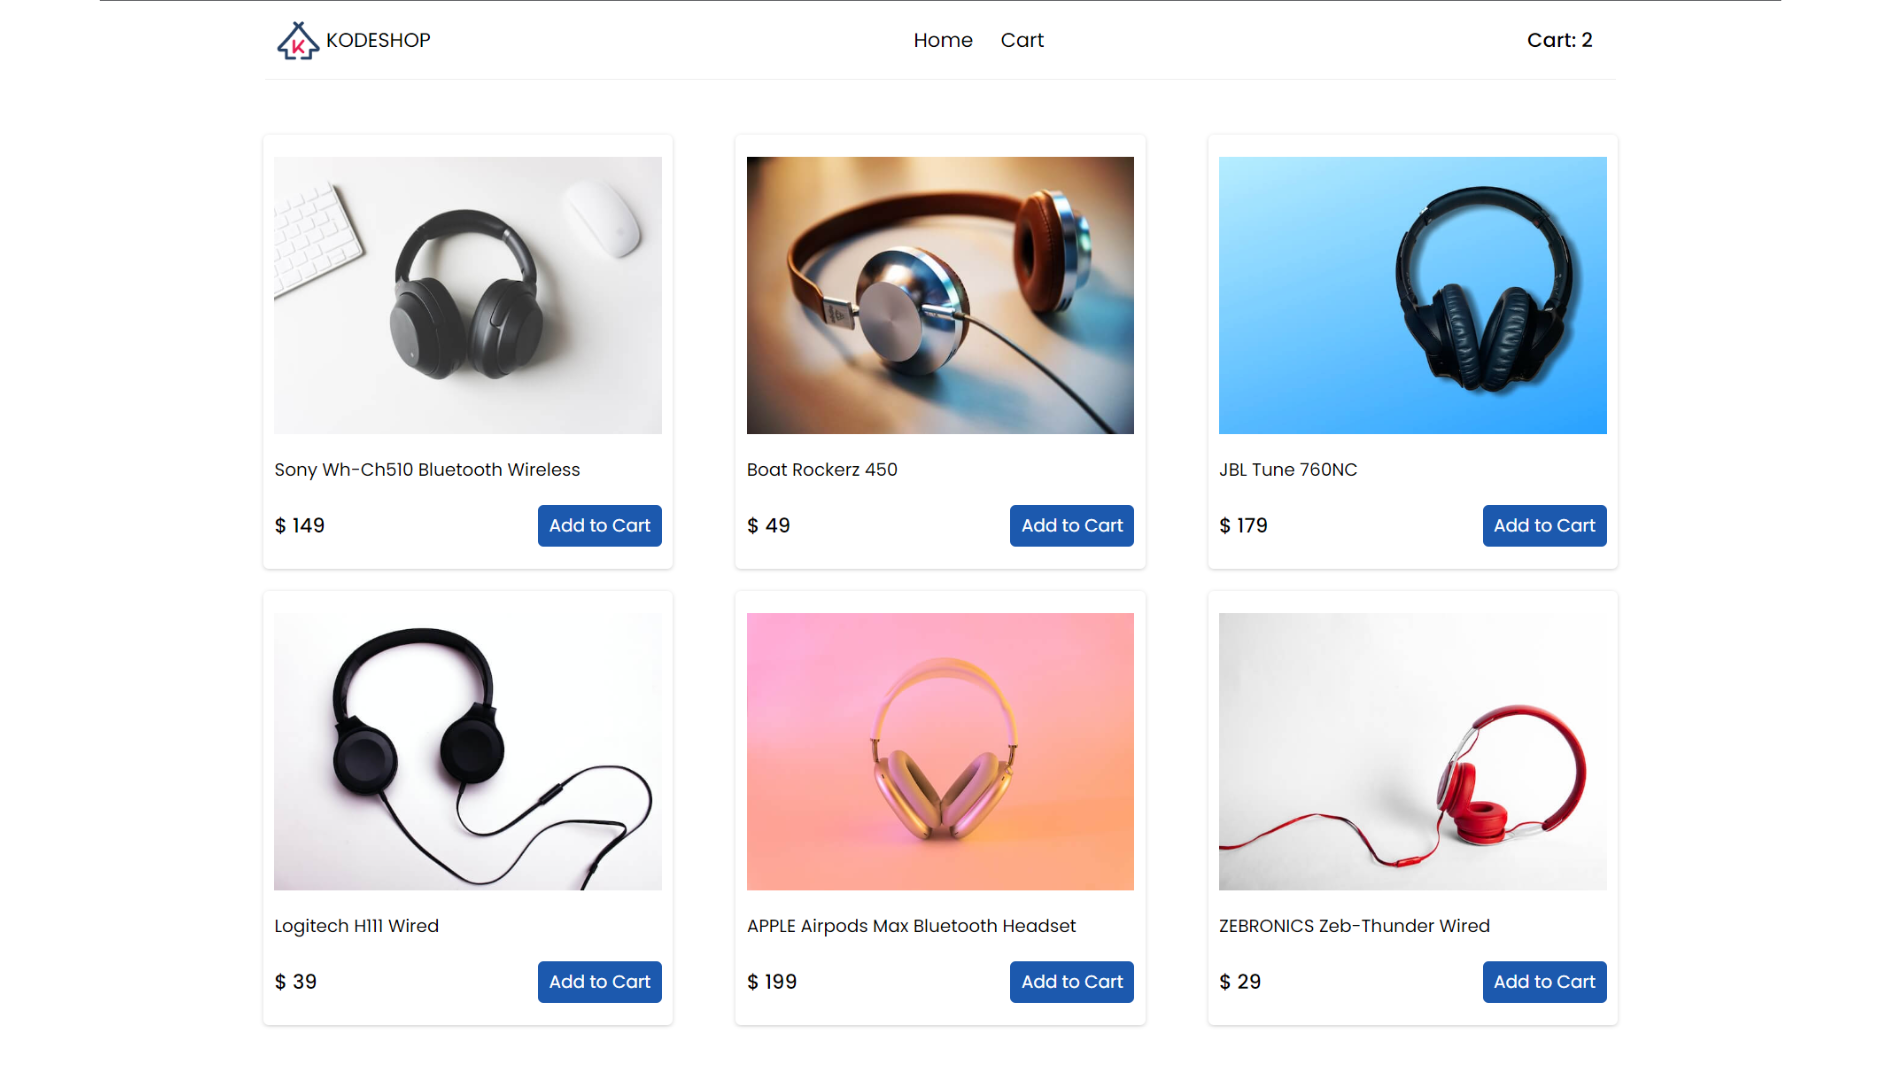 KODESHOP
Home Cart
Cart: 2
Sony Wh-Ch510 Bluetooth Wireless
$ 149
Add to Cart
Boat Rockerz 450
$ 49
Add to Cart
JBL Tune 760NC
$ 179
Add to Cart
Logitech H111 Wired
$ 39
Add to Cart
APPLE Airpods Max Bluetooth Headset
$ 199
Add to Cart
ZEBRONICS Zeb-Thunder Wired
$ 29
Add to Cart